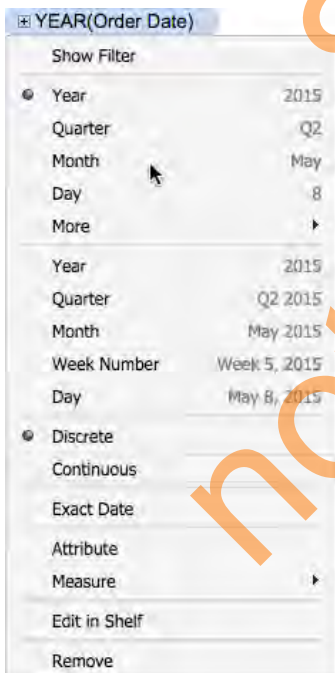 YEAR(Order Date)
Show Filter
Year 2015
Quarter Q2
Month May
Day 8
More
Year 2015
Quarter Q2 2015
Month May 2015
Week Number Week 5, 2015
Day May 8, 2015
Discrete
Continuous
Exact Date
Attribute
Measure
Edit in Shelf
Remove